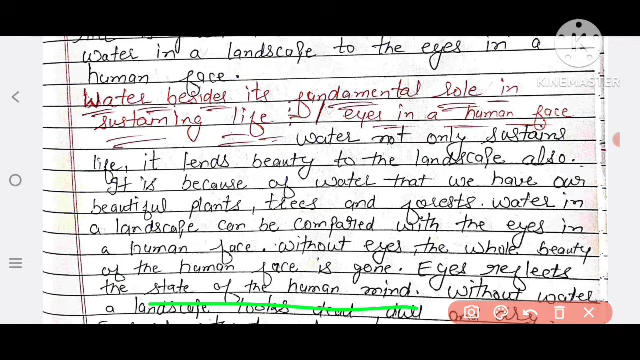 water in a landscape to the eyes in a
human face.
Water besides its fundamental role in
sustaining life :- / eyes in a human face
water not only sustains
life, it lends beauty to the landscape also.
It is because of water that we have our
beautiful plants, trees and forests. Water in
a landscape can be compared with the eyes in
a human face. Without eyes, the whole beauty
of the human face is gone. Eyes reflects
the state of the human mind. Without water
a landscape looks dead, dull and dry.
KINEMASTER